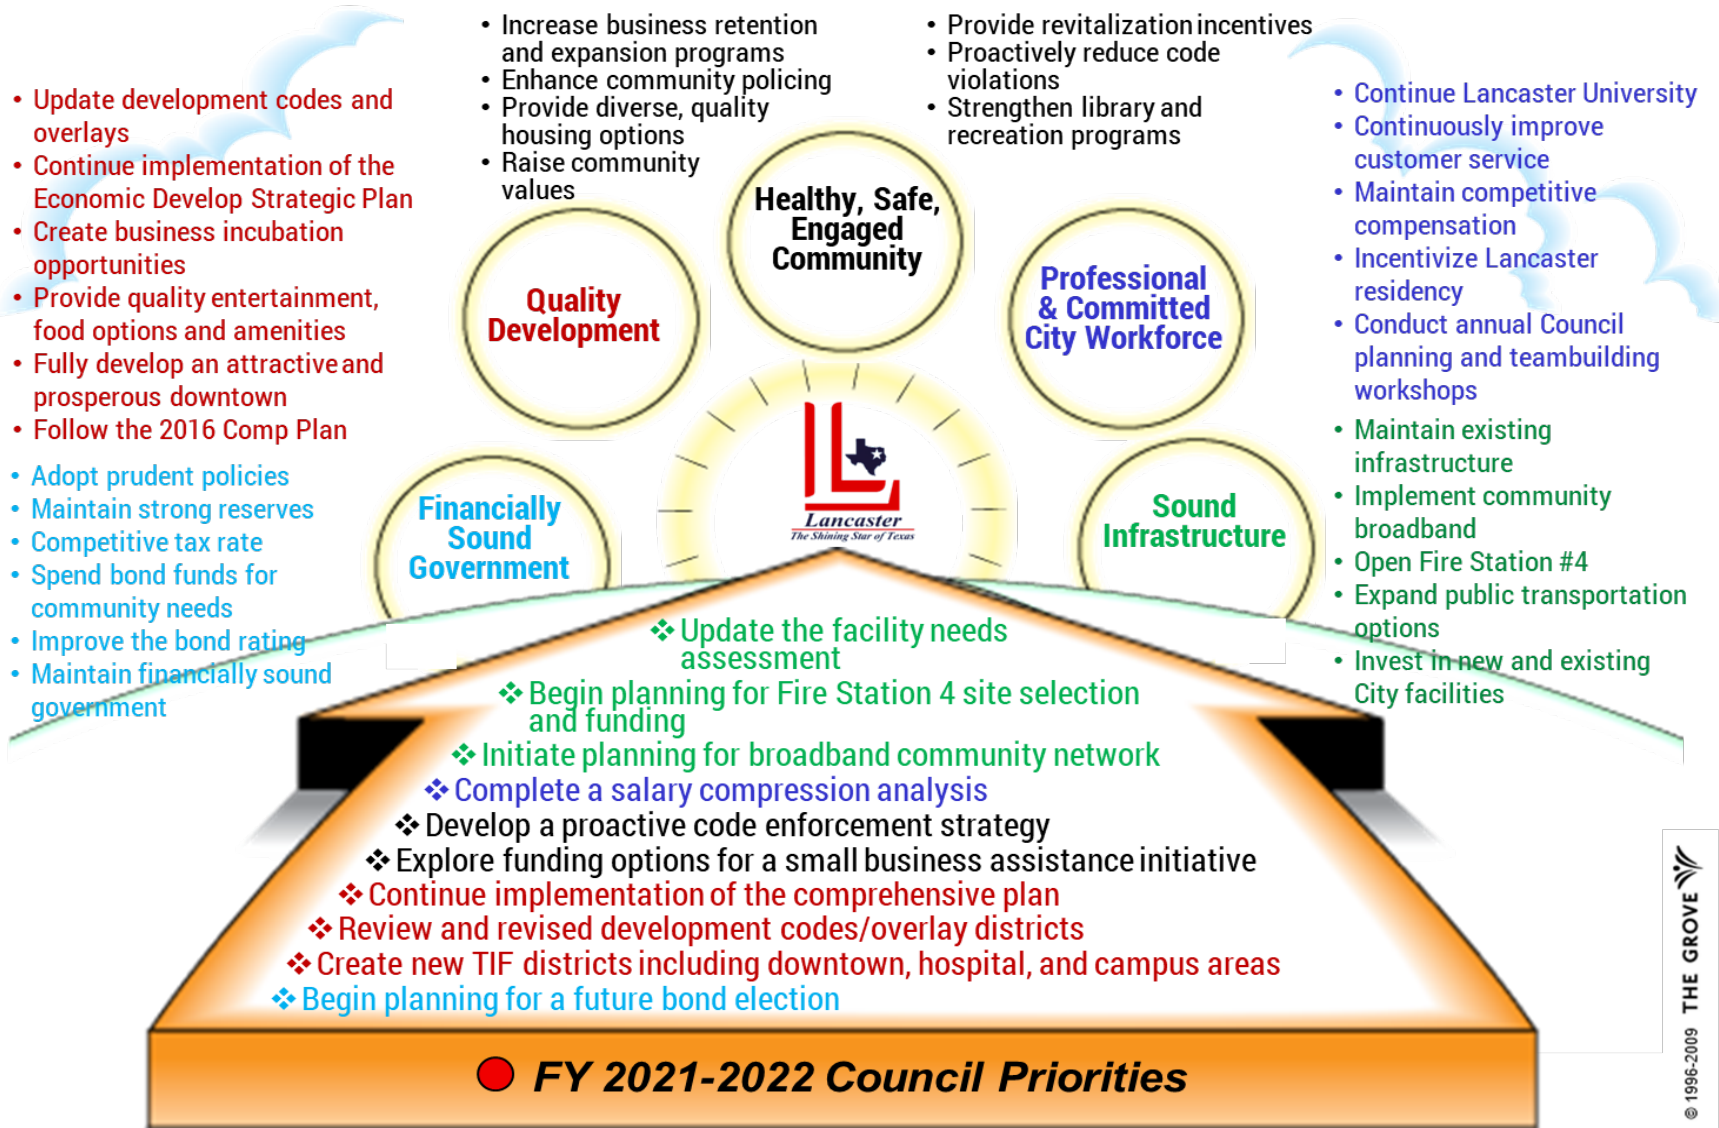 • Increase business retention
and expansion programs
• Enhance community policing
• Provide diverse, quality
housing options
• Raise community
values
• Provide revitalization incentives
• Proactively reduce code
violations
• Strengthen library and
recreation programs
• Update development codes and
overlays
• Continue implementation of the
Economic Develop Strategic Plan
• Create business incubation
opportunities
• Provide quality entertainment,
food options and amenities
• Fully develop an attractive and
prosperous downtown
• Follow the 2016 Comp Plan
• Adopt prudent policies
• Maintain strong reserves
• Competitive tax rate
• Spend bond funds for
community needs
• Improve the bond rating
• Maintain financially sound
government
Financially
Sound
Government
Quality
Development
Healthy, Safe,
Engaged
Community
Professional
& Committed
City Workforce
Sound
Infrastructure
• Continue Lancaster University
• Continuously improve
customer service
• Maintain competitive
compensation
• Incentivize Lancaster
residency
• Conduct annual Council
planning and teambuilding
workshops
• Maintain existing
infrastructure
• Implement community
broadband
• Open Fire Station #4
• Expand public transportation
options
• Invest in new and existing
City facilities
LL
Lancaster
The Shining Star of Texas
❖ Update the facility needs
assessment
❖ Begin planning for Fire Station 4 site selection
and funding
❖ Initiate planning for broadband community network
❖ Complete a salary compression analysis
❖ Develop a proactive code enforcement strategy
❖ Explore funding options for a small business assistance initiative
❖ Continue implementation of the comprehensive plan
❖ Review and revised development codes/overlay districts
❖ Create new TIF districts including downtown, hospital, and campus areas
❖ Begin planning for a future bond election
FY 2021-2022 Council Priorities
© 1996-2009 THE GROVE